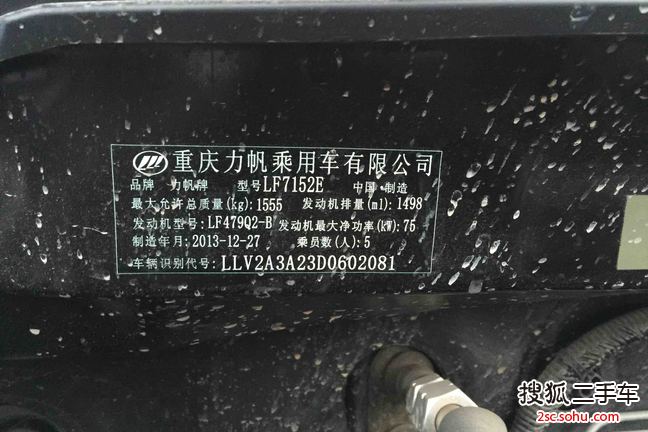 重庆力帆乘用车有限公司
品牌 力帆牌 型号LF7152E 中国·制造
最大允许总质量(kg):1555 发动机排量(ml):1498
发动机型号:LF479Q2-B 发动机最大净功率(kW):75
制造年月:2013-12-27 乘员数(人):5
车辆识别代号:LLV2A3A23D0602081
搜狐二手车
2sc.sohu.com